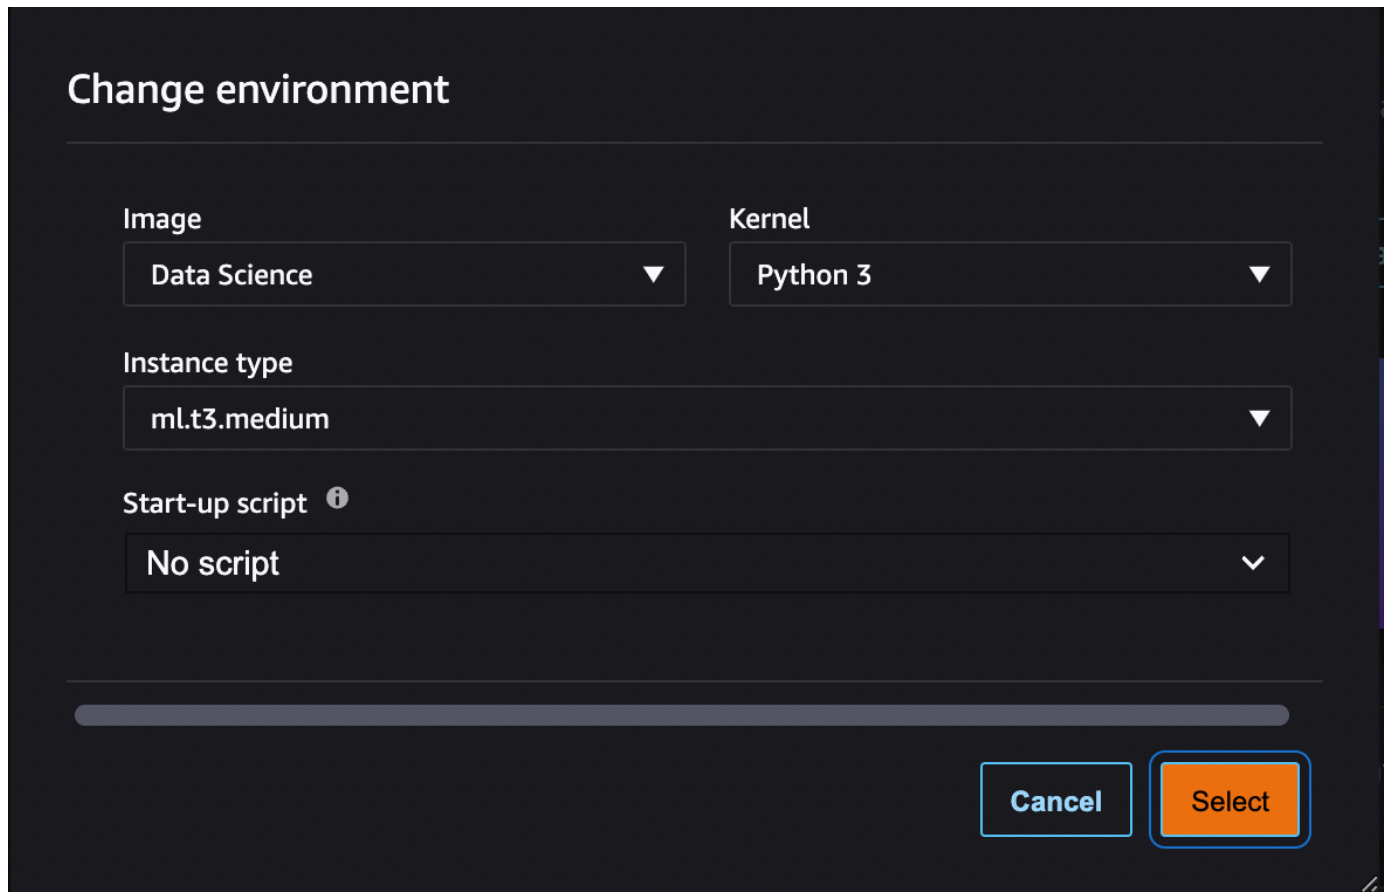 Change environment
Image
Kernel
Data Science
Python 3
Instance type
ml.t3.medium
Start-up script
No script
Cancel
Select